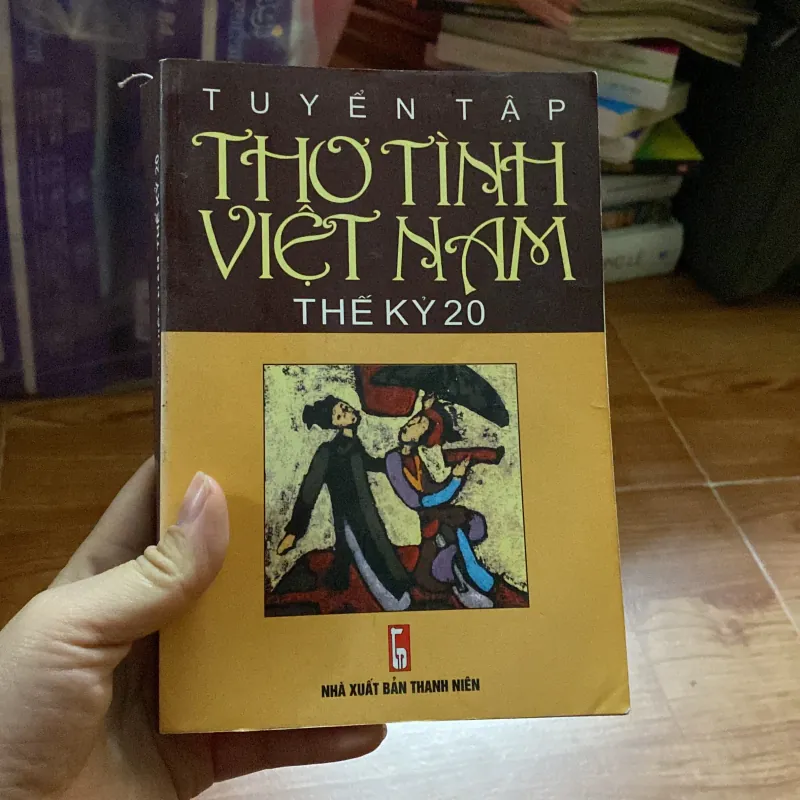 TUYỂN TẬP
THƠ TÌNH
VIỆT NAM
THẾ KỶ 20
NHÀ XUẤT BẢN THANH NIÊN